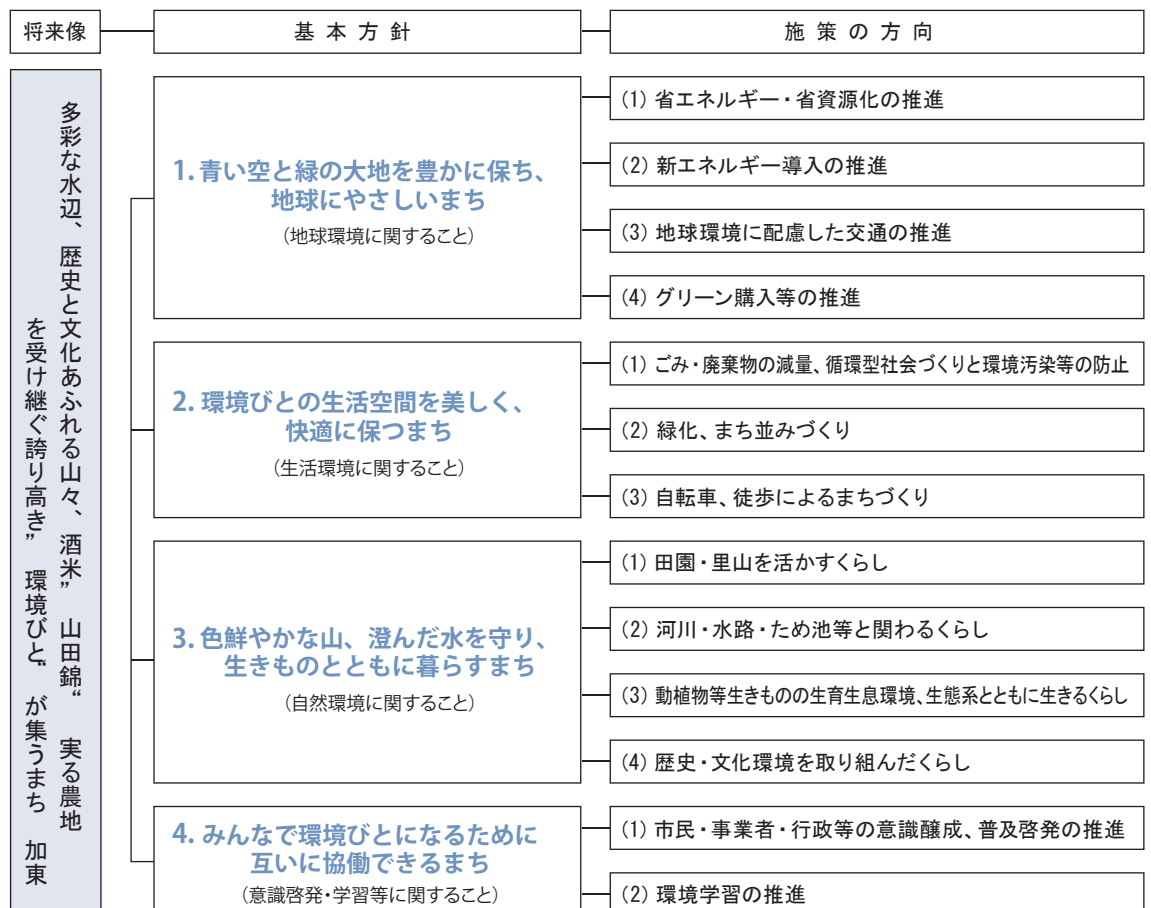 将来像
基本方針
施策の方向
多彩な水辺、歴史と文化あふれる山々、酒米”山田錦“実る農地
を受け継ぐ誇り高き”環境びと“が集うまち 加東
1. 青い空と緑の大地を豊かに保ち、
地球にやさしいまち
(地球環境に関すること)
(1) 省エネルギー・省資源化の推進
(2) 新エネルギー導入の推進
(3) 地球環境に配慮した交通の推進
(4) グリーン購入等の推進
2. 環境びとの生活空間を美しく、
快適に保つまち
(生活環境に関すること)
(1) ごみ・廃棄物の減量、循環型社会づくりと環境汚染等の防止
(2) 緑化、まち並みづくり
(3) 自転車、徒歩によるまちづくり
3. 色鮮やかな山、澄んだ水を守り、
生きものとともに暮らすまち
(自然環境に関すること)
(1) 田園・里山を活かすくらし
(2) 河川・水路・ため池等と関わるくらし
(3) 動植物等生きものの生育生息環境、生態系とともに生きるくらし
(4) 歴史・文化環境を取り組んだくらし
4. みんなで環境びとになるために
互いに協働できるまち
(意識啓発・学習等に関すること)
(1) 市民・事業者・行政等の意識醸成、普及啓発の推進
(2) 環境学習の推進